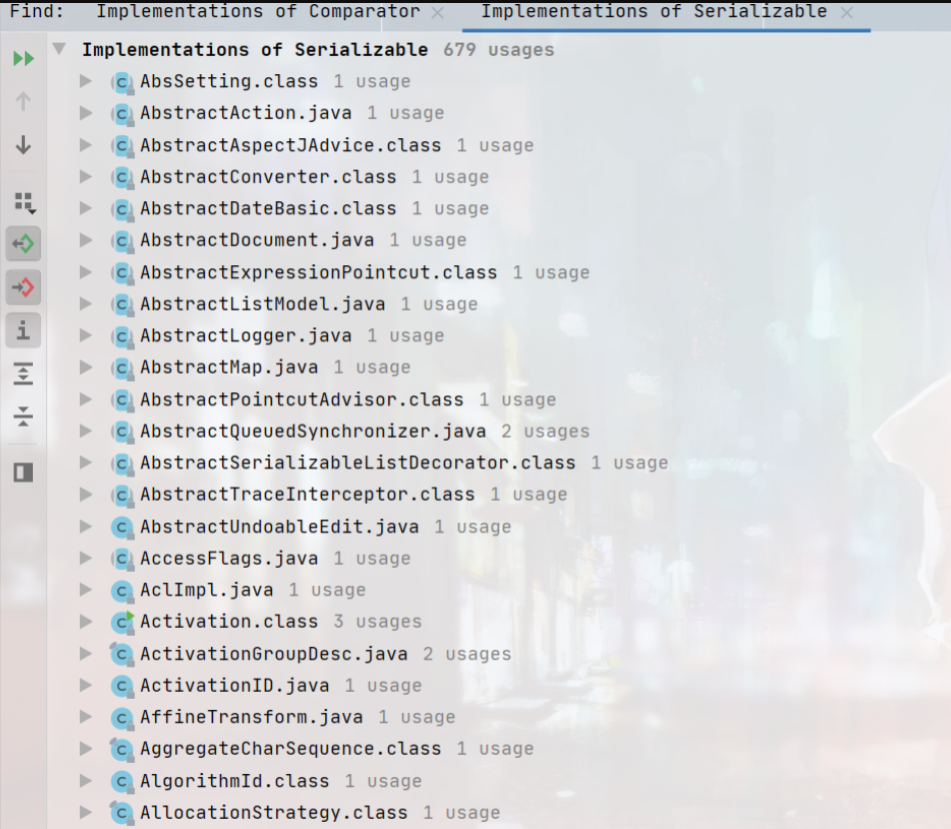 Find: Implementations of Comparator × Implementations of Serializable ×
Implementations of Serializable 679 usages
AbsSetting.class 1 usage
AbstractAction.java 1 usage
AbstractAspectJAdvice.class 1 usage
AbstractConverter.class 1 usage
AbstractDateBasic.class 1 usage
AbstractDocument.java 1 usage
AbstractExpressionPointcut.class 1 usage
AbstractListModel.java 1 usage
AbstractLogger.java 1 usage
AbstractMap.java 1 usage
AbstractPointcutAdvisor.class 1 usage
AbstractQueuedSynchronizer.java 2 usages
AbstractSerializableListDecorator.class 1 usage
AbstractTraceInterceptor.class 1 usage
AbstractUndoableEdit.java 1 usage
AccessFlags.java 1 usage
AclImpl.java 1 usage
Activation.class 3 usages
ActivationGroupDesc.java 2 usages
ActivationID.java 1 usage
AffineTransform.java 1 usage
AggregateCharSequence.class 1 usage
AlgorithmId.class 1 usage
AllocationStrategy.class 1 usage